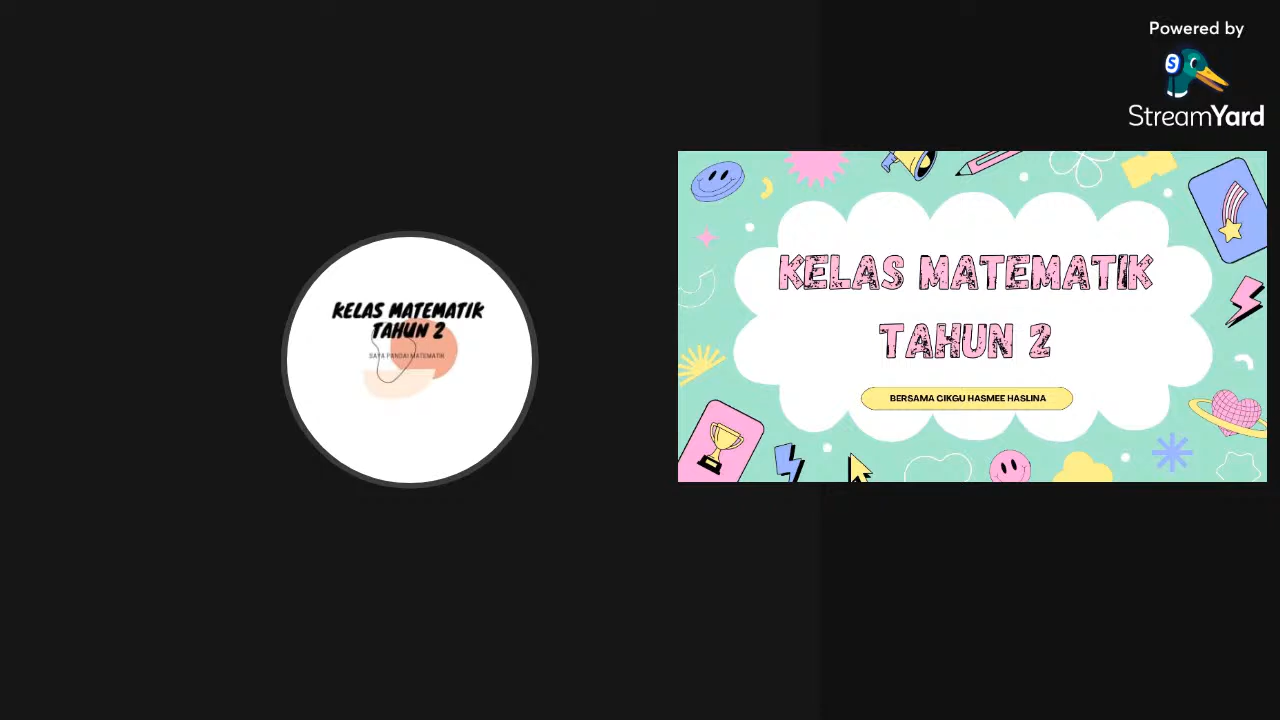 Powered by
S
StreamYard
KELAS MATEMATIK
TAHUN 2
SAYA PANDAI MATEMATIK
KELAS MATEMATIK
TAHUN 2
BERSAMA CIKGU HASMEE HASLINA